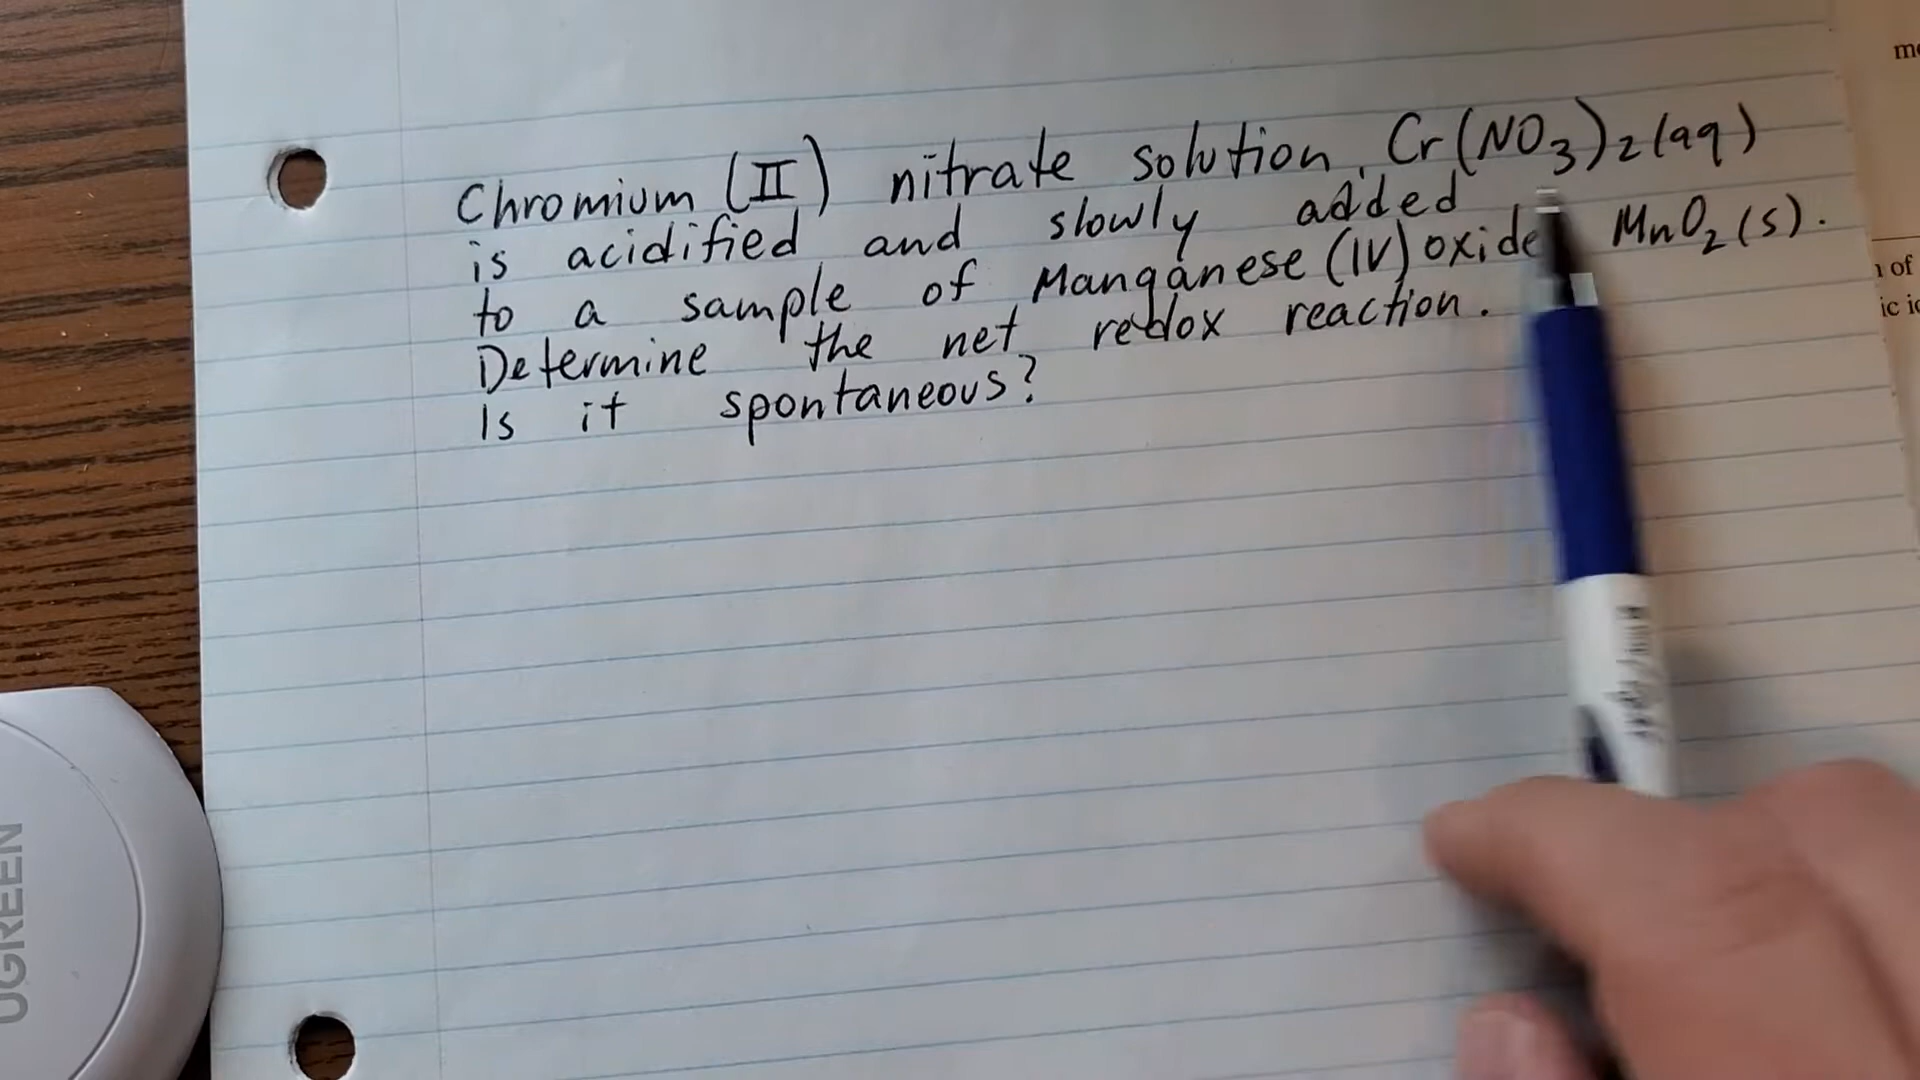 Chromium (II) nitrate solution, Cr(NO3)2(aq)
is acidified and slowly added
to a sample of Manganese (IV) oxide MnO2(s).
Determine the net redox reaction.
Is it spontaneous?
UGREEN
of